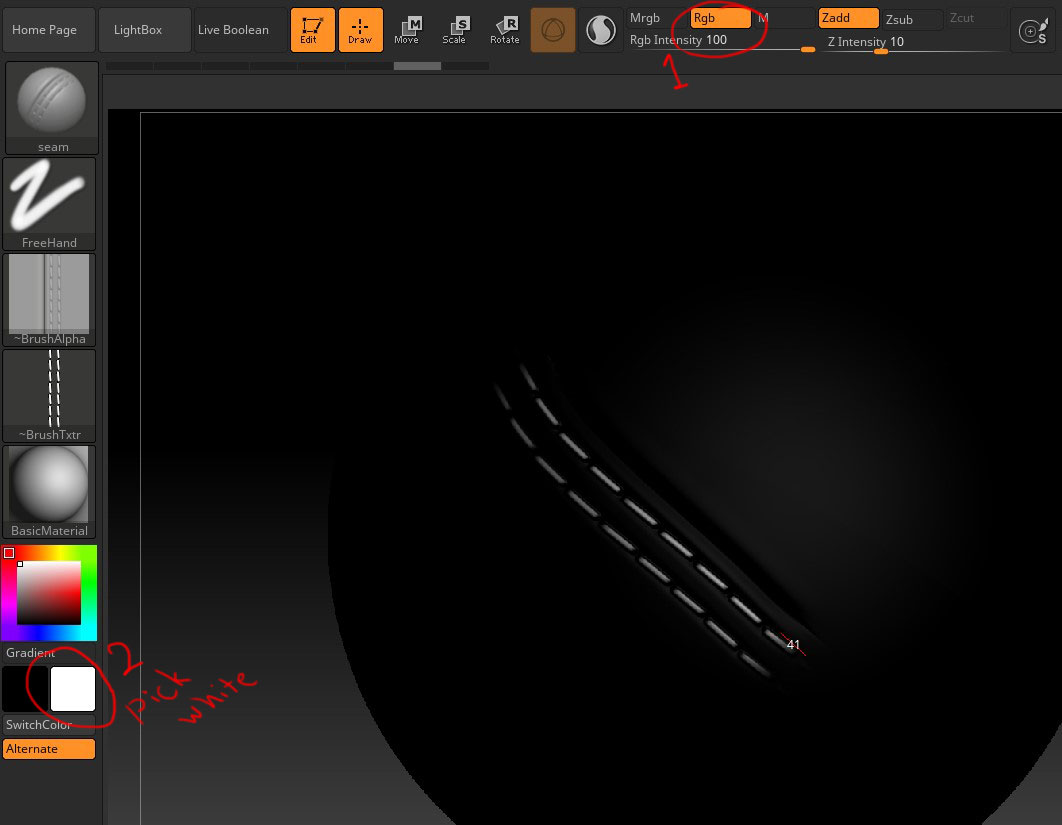 Home Page
LightBox
Live Boolean
Edit
Draw
Move
M
Scale
S
Rotate
R
Mrgb
Rgb
M
Zadd
Zsub
Zcut
Rgb Intensity 100
Z Intensity 10
S
1
seam
FreeHand
~BrushAlpha
~BrushTxtr
BasicMaterial
41
Gradient
2
pick
white
SwitchColor
Alternate